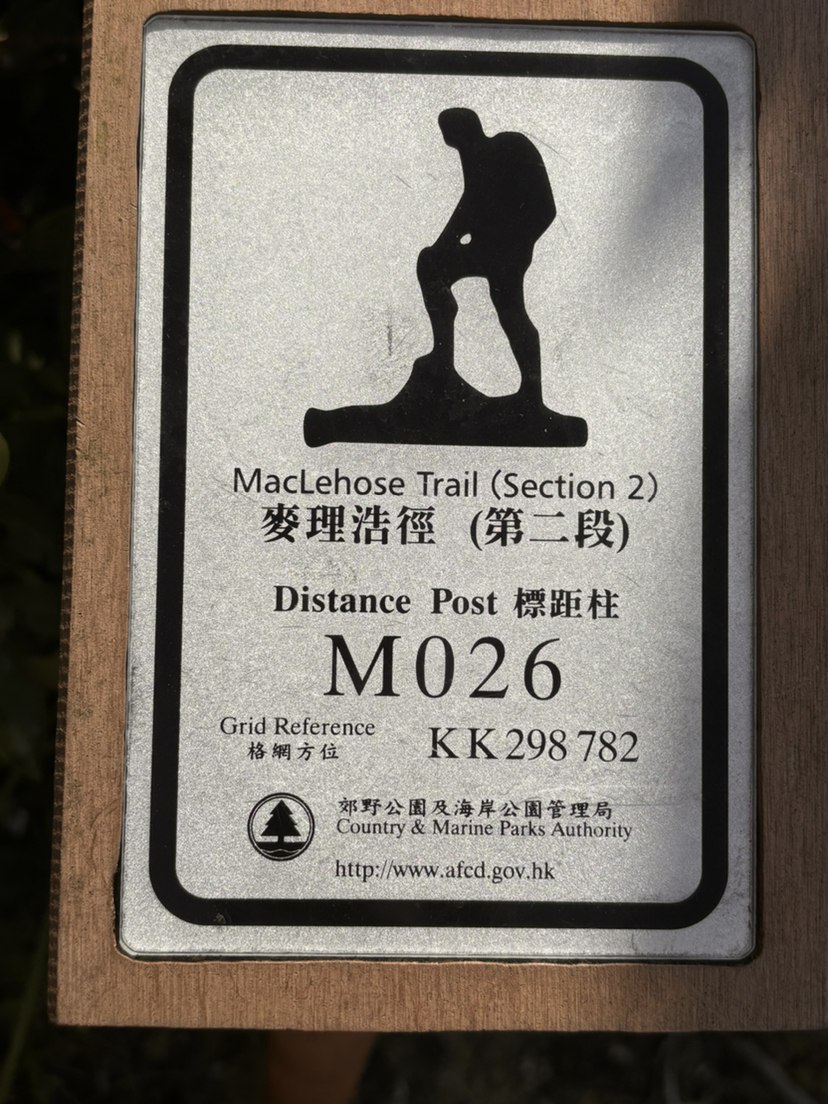 MacLehose Trail (Section 2)
麥理浩徑 (第二段)
Distance Post 標距柱
M026
Grid Reference
格網方位
KK298 782
郊野公園及海岸公園管理局
Country & Marine Parks Authority
http://www.afcd.gov.hk